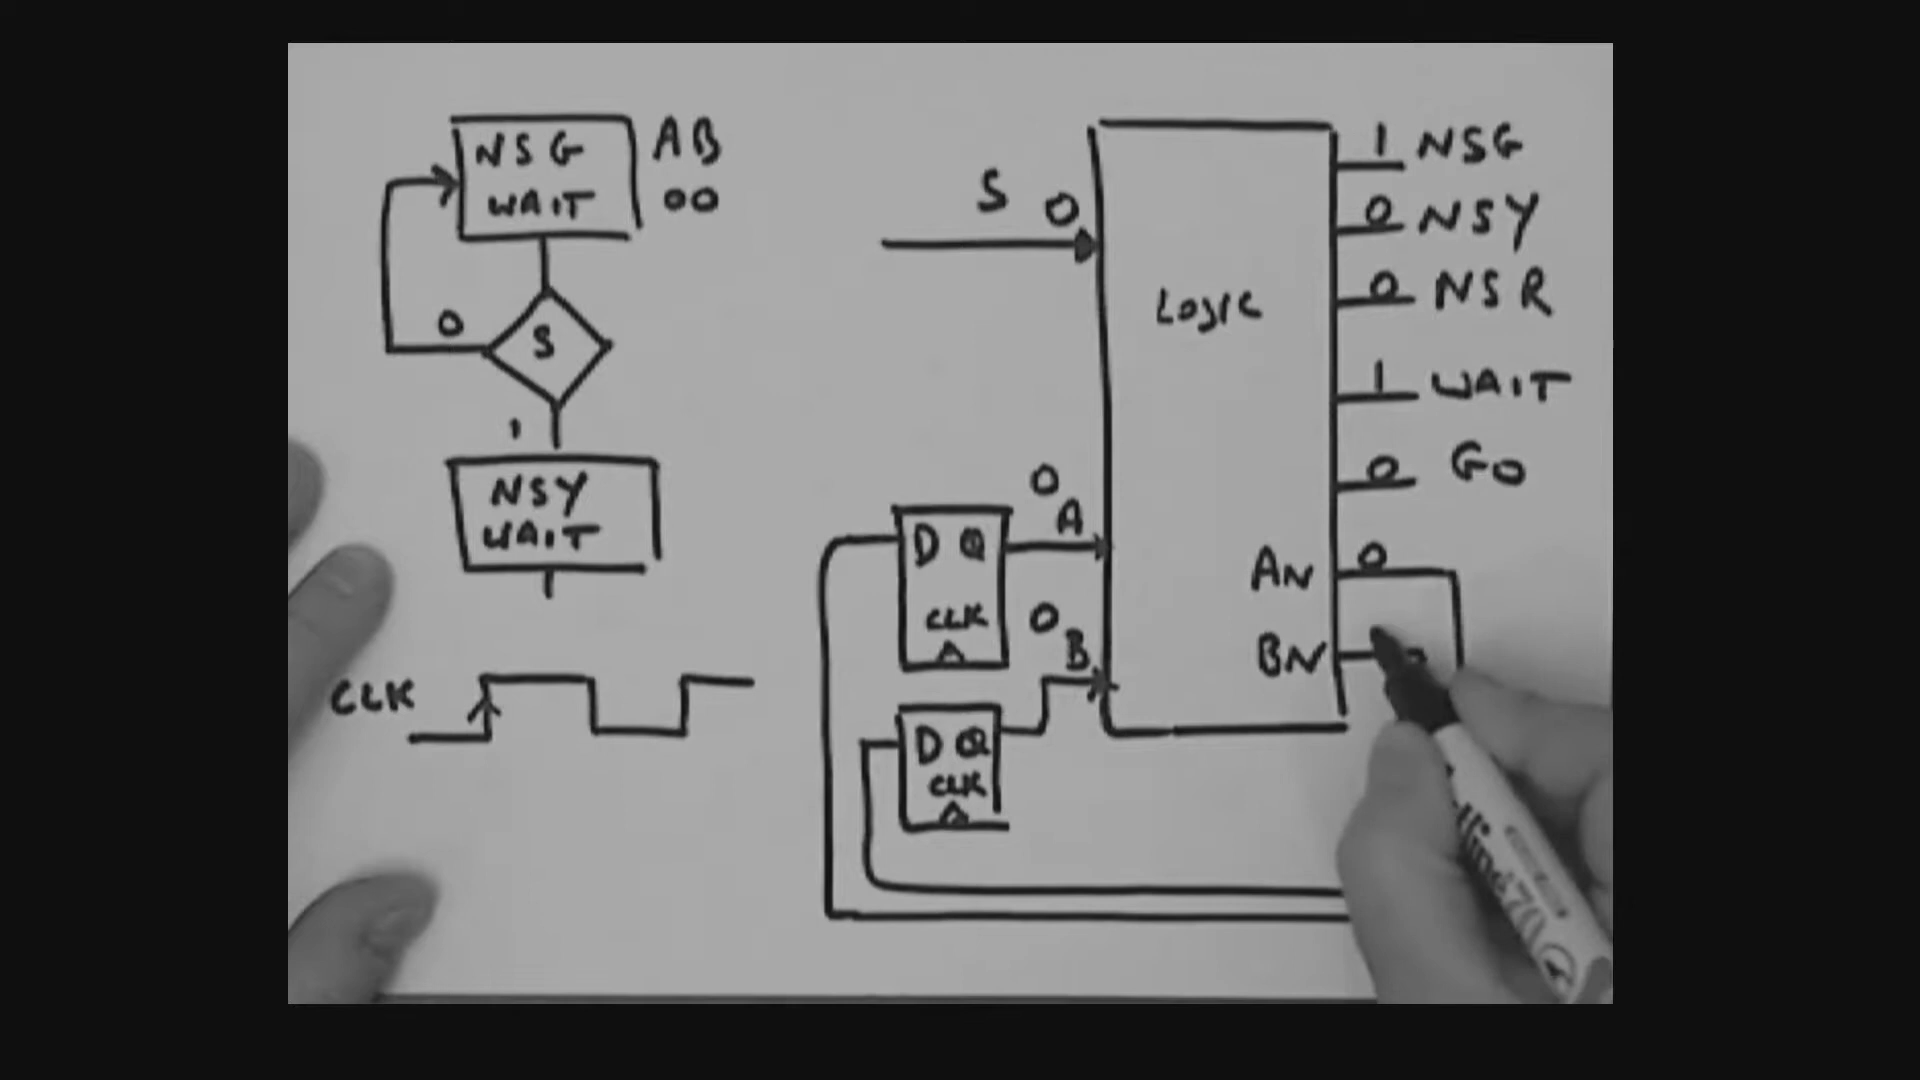 NSG
WAIT
AB
00
0
S
1
NSY
WAIT
CLK
S 0
Logic
1 NSG
0 NSY
0 NSR
1 WAIT
0 GO
0
A
D Q
CLK
0
B
D Q
CLK
AN 0
BN